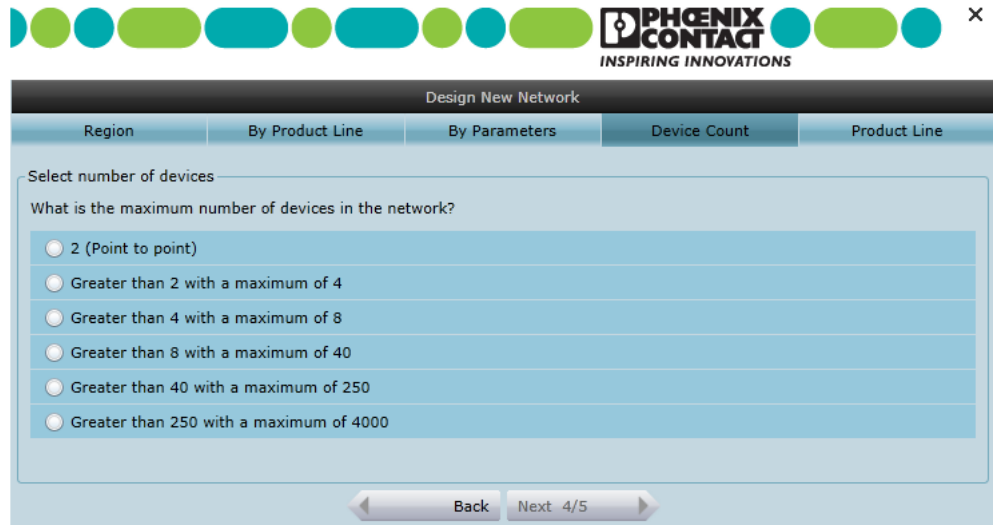 PHŒNIX
CONTACT
INSPIRING INNOVATIONS
Design New Network
Region By Product Line By Parameters Device Count Product Line
Select number of devices
What is the maximum number of devices in the network?
2 (Point to point)
Greater than 2 with a maximum of 4
Greater than 4 with a maximum of 8
Greater than 8 with a maximum of 40
Greater than 40 with a maximum of 250
Greater than 250 with a maximum of 4000
Back Next 4/5